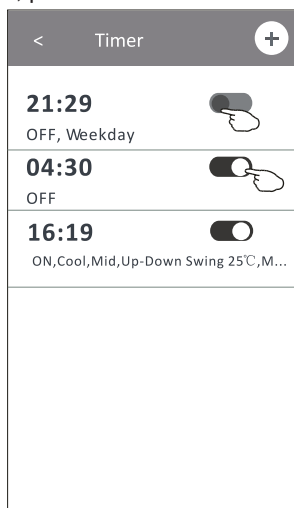 < Timer +
21:29
OFF, Weekday
04:30
OFF
16:19
ON,Cool,Mid,Up-Down Swing 25℃,M...